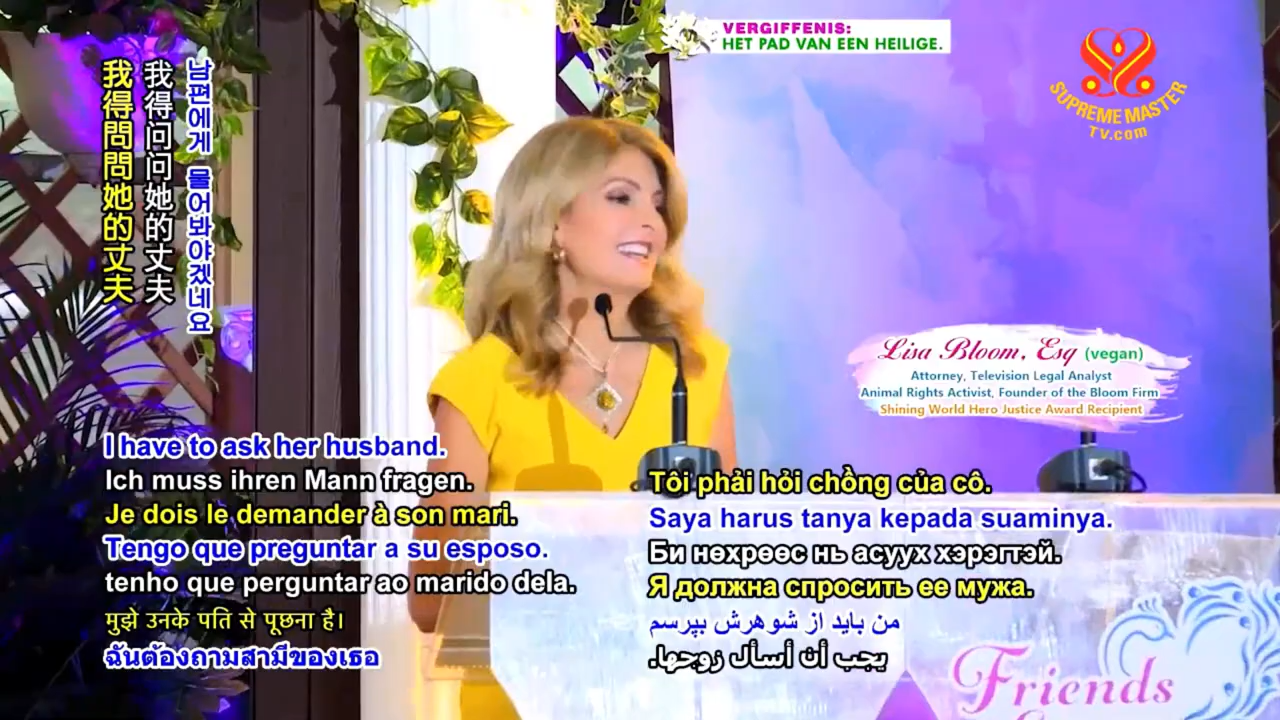 VERGIFFENIS:
HET PAD VAN EEN HEILIGE.
SUPREME MASTER
TV.com
남편에게 물어봐야겠네요
我得问问她的丈夫
我得問問她的丈夫
Lisa Bloom, Esq (vegan)
Attorney, Television Legal Analyst
Animal Rights Activist, Founder of the Bloom Firm
Shining World Hero Justice Award Recipient
I have to ask her husband.
Ich muss ihren Mann fragen.
Je dois le demander à son mari.
Tengo que preguntar a su esposo.
tenho que perguntar ao marido dela.
मुझे उनके पति से पूछना है।
ฉันต้องถามสามีของเธอ
Tôi phải hỏi chồng của cô.
Saya harus tanya kepada suaminya.
Би нөхрөөс нь асуух хэрэгтэй.
Я должна спросить ее мужа.
من باید از شوهرش بپرسم
يجب أن أسأل زوجها.
Friends